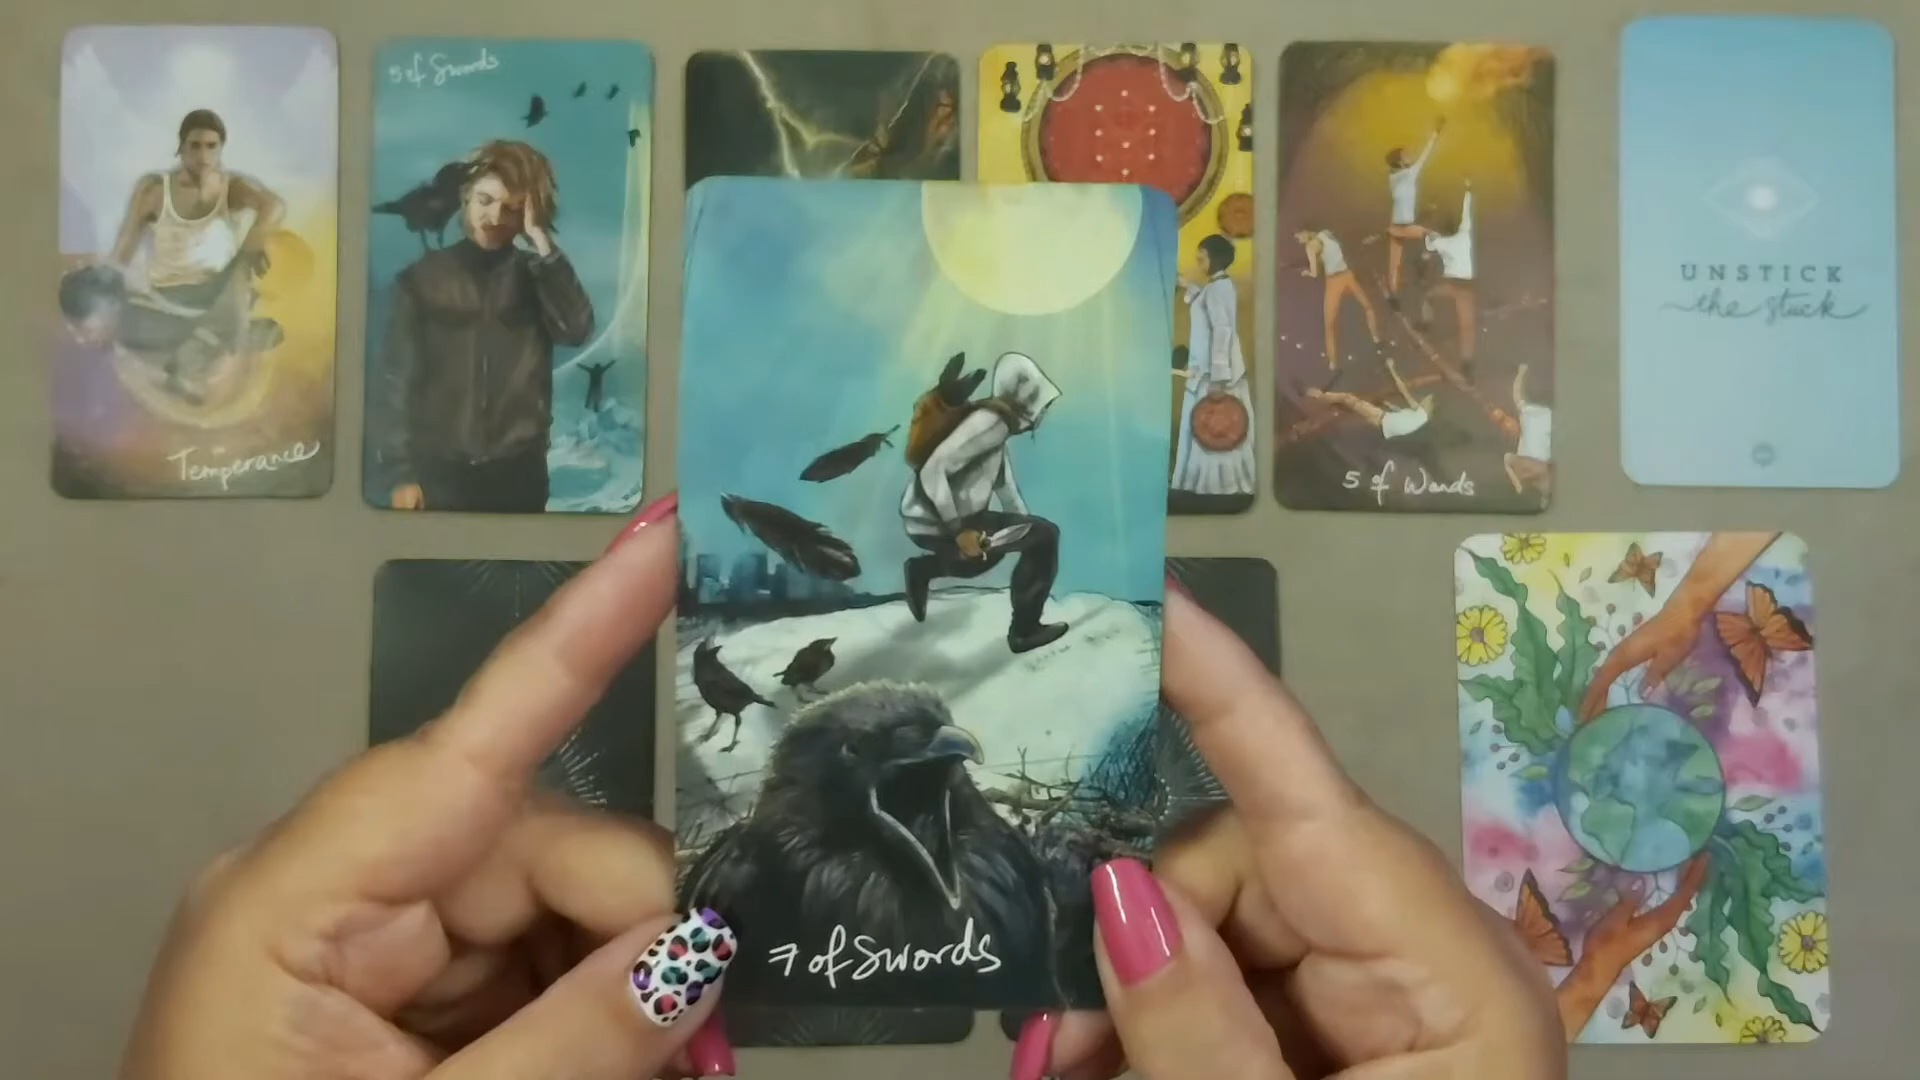 Temperance
5 of Swords
5 of Wands
UNSTICK
the stuck
7 of Swords